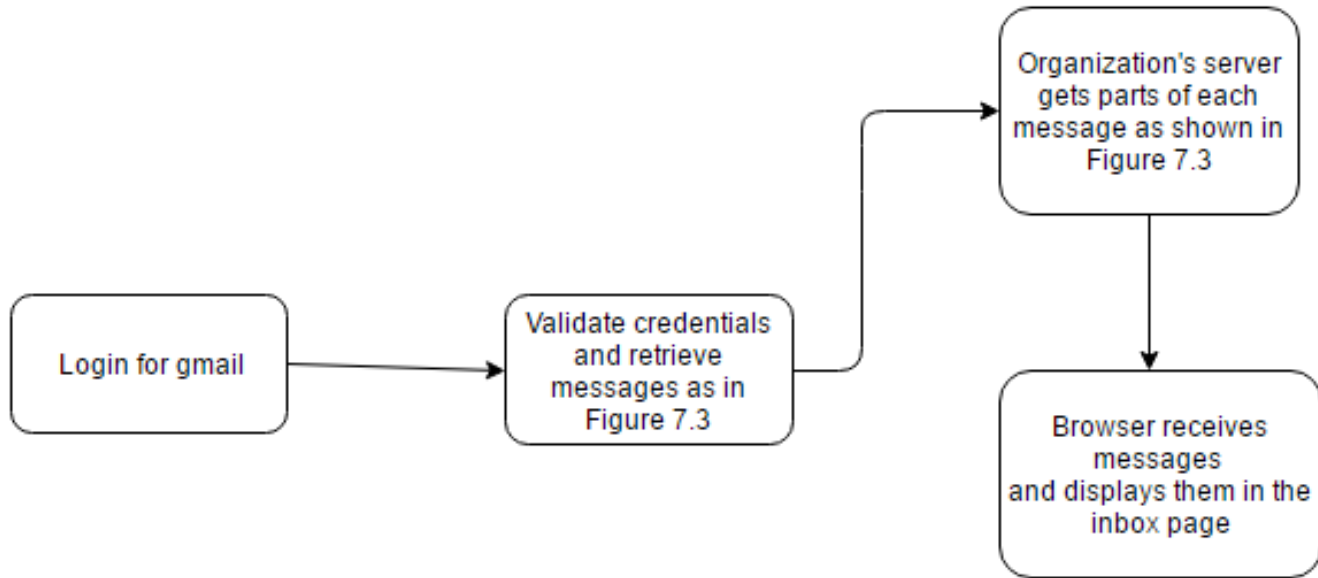 Login for gmail
Validate credentials
and retrieve
messages as in
Figure 7.3
Organization's server
gets parts of each
message as shown in
Figure 7.3
Browser receives
messages
and displays them in the
inbox page